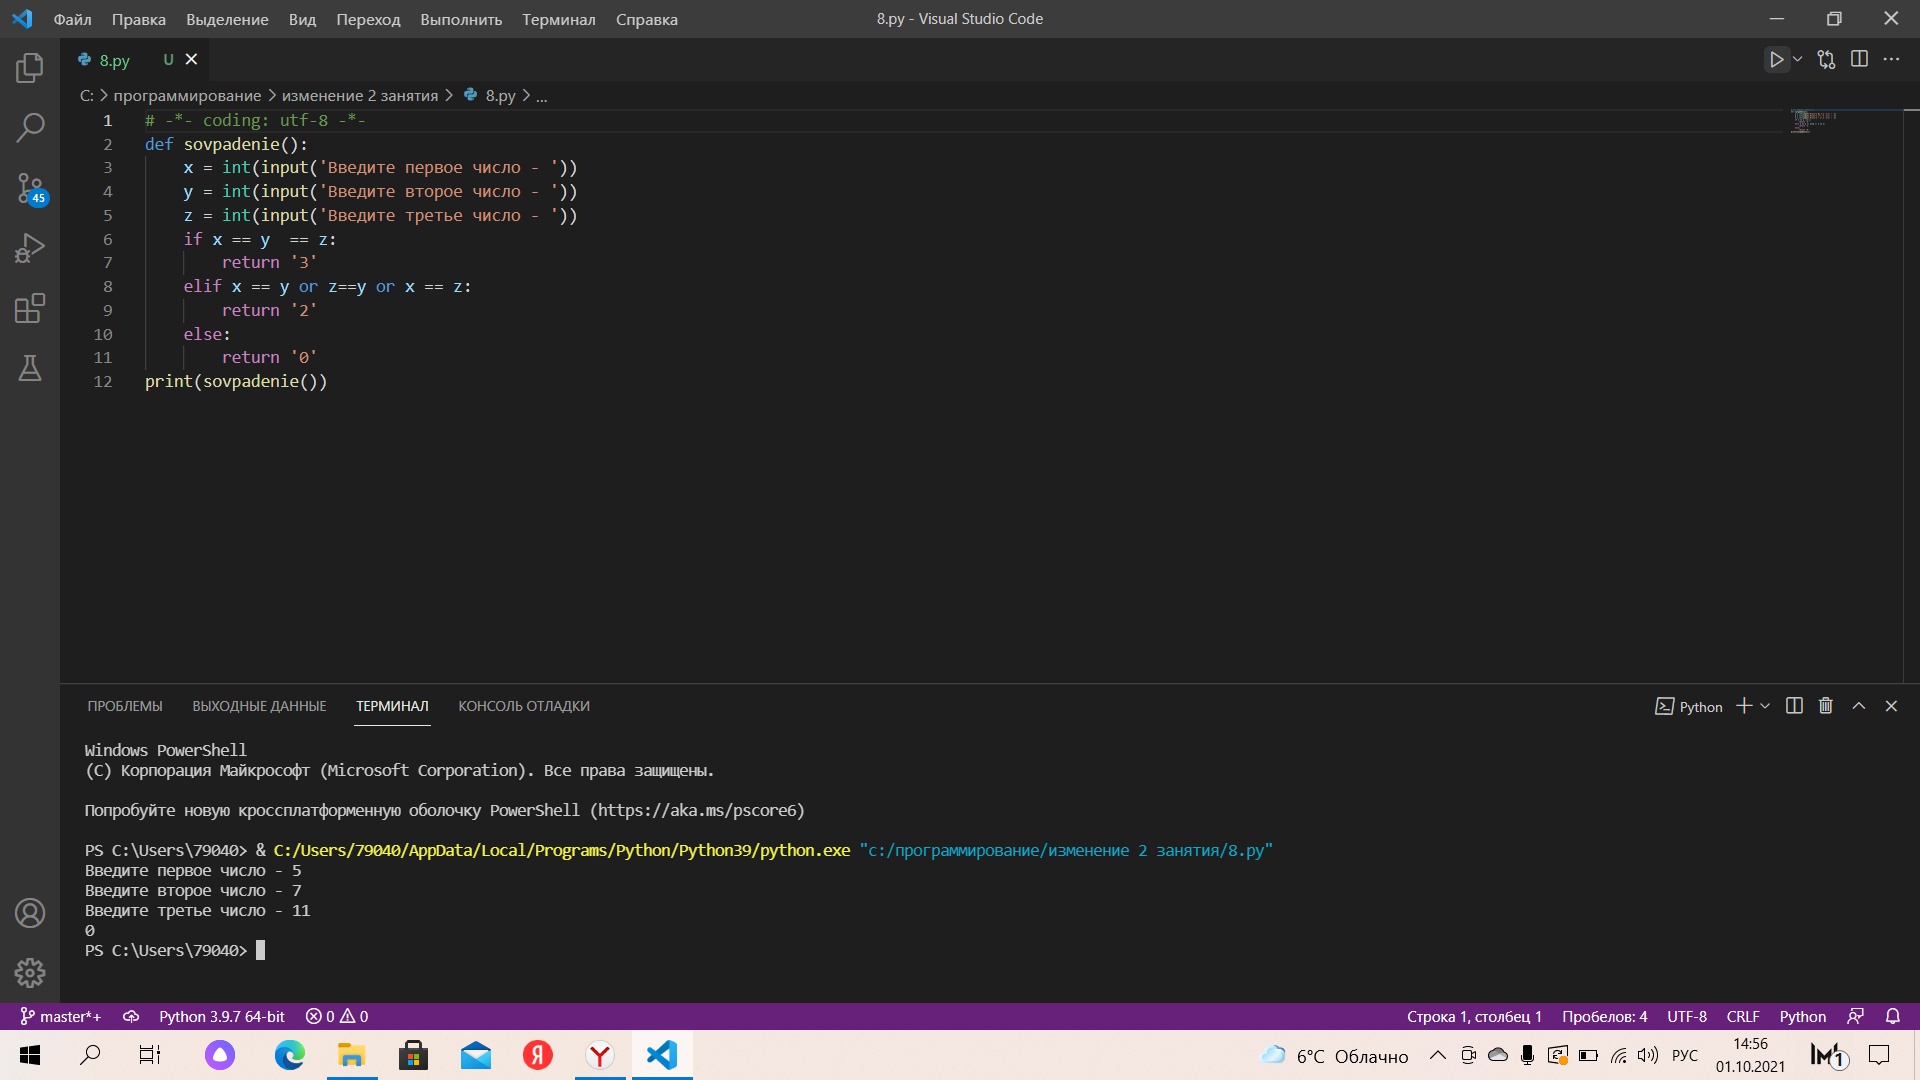 Файл Правка Выделение Вид Переход Выполнить Терминал Справка 8.py - Visual Studio Code
8.py U
C: программирование изменение 2 занятия 8.py ...
1 # -*- coding: utf-8 -*-
2 def sovpadenie():
3 x = int(input('Введите первое число - '))
4 y = int(input('Введите второе число - '))
5 z = int(input('Введите третье число - '))
6 if x == y  == z:
7 return '3'
8 elif x == y or z==y or x == z:
9 return '2'
10 else:
11 return '0'
12 print(sovpadenie())
45
ПРОБЛЕМЫ ВЫХОДНЫЕ ДАННЫЕ ТЕРМИНАЛ КОНСОЛЬ ОТЛАДКИ Python
Windows PowerShell
(C) Корпорация Майкрософт (Microsoft Corporation). Все права защищены.
Попробуйте новую кроссплатформенную оболочку PowerShell (https://aka.ms/pscore6)
PS C:\Users\79040> & C:/Users/79040/AppData/Local/Programs/Python/Python39/python.exe "c:/программирование/изменение 2 занятия/8.py"
Введите первое число - 5
Введите второе число - 7
Введите третье число - 11
0
PS C:\Users\79040>
master*+ Python 3.9.7 64-bit 0 0 Строка 1, столбец 1 Пробелов: 4 UTF-8 CRLF Python
6°C Облачно РУС 14:56
01.10.2021
1